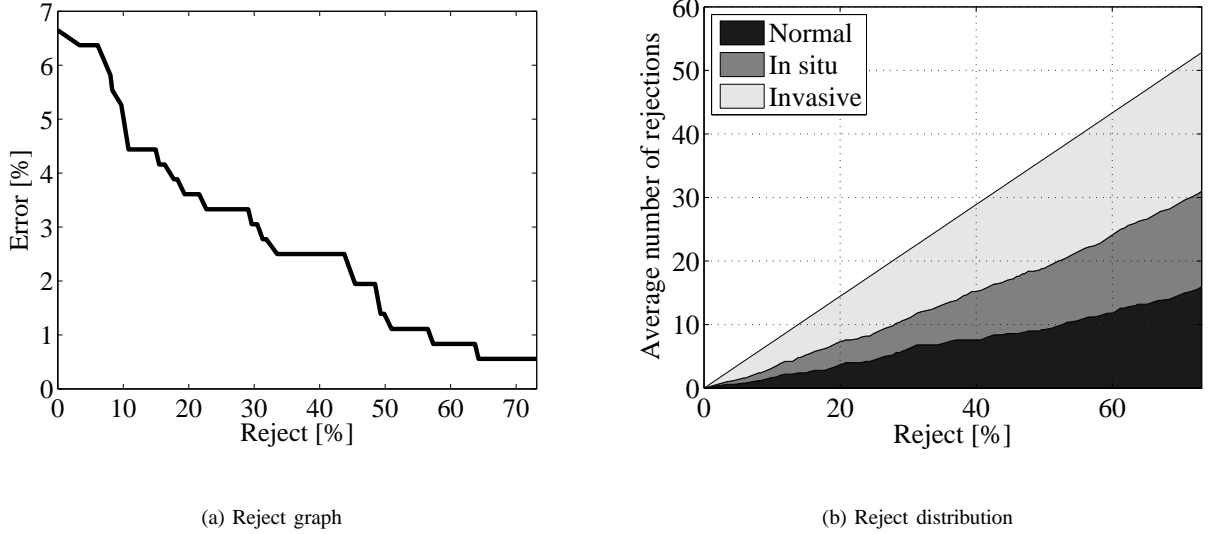 7
6
5
4
3
2
1
0
Error [%]
0 10 20 30 40 50 60 70
Reject [%]
(a) Reject graph
60
50
40
30
20
10
0
Average number of rejections
Normal
In situ
Invasive
0 20 40 60
Reject [%]
(b) Reject distribution